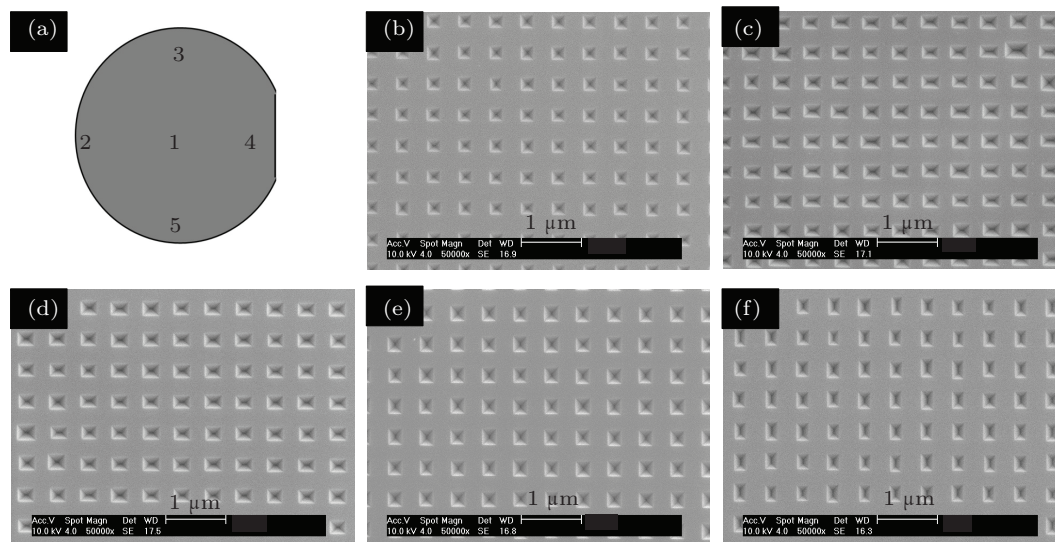 (a)
3
2
1
4
5
(b)
1 µm
Acc.V Spot Magn Det WD
10.0 kV 4.0 50000x SE 16.9
(c)
1 µm
Acc.V Spot Magn Det WD
10.0 kV 4.0 50000x SE 17.1
(d)
1 µm
Acc.V Spot Magn Det WD
10.0 kV 4.0 50000x SE 17.5
(e)
1 µm
Acc.V Spot Magn Det WD
10.0 kV 4.0 50000x SE 16.8
(f)
1 µm
Acc.V Spot Magn Det WD
10.0 kV 4.0 50000x SE 16.3